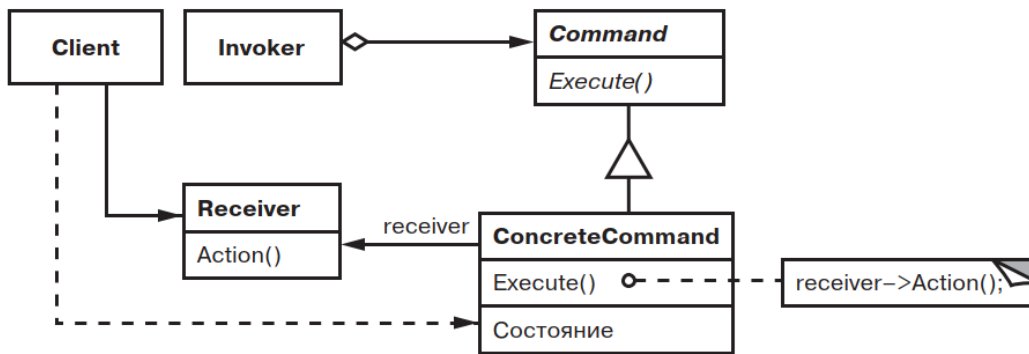 Client
Invoker
Command
Execute()
Receiver
Action()
receiver
ConcreteCommand
Execute()
receiver->Action();
Состояние